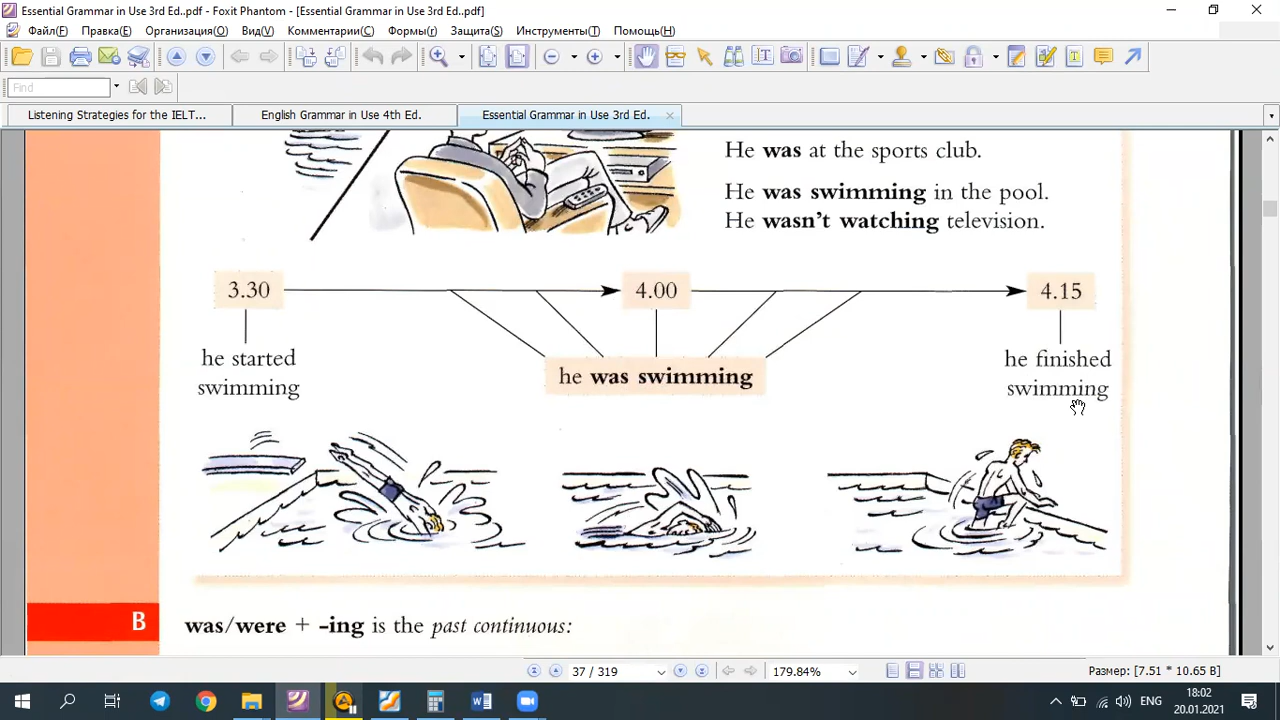 Essential Grammar in Use 3rd Ed..pdf - Foxit Phantom - [Essential Grammar in Use 3rd Ed..pdf]
Файл(F) Правка(E) Организация(O) Вид(V) Комментарии(C) Формы(R) Защита(S) Инструменты(T) Помощь(H)
Find
Listening Strategies for the IELT... English Grammar in Use 4th Ed. Essential Grammar in Use 3rd Ed.
He was at the sports club.
He was swimming in the pool.
He wasn't watching television.
3.30 4.00 4.15
he started
swimming
he was swimming
he finished
swimming
B
was/were + -ing is the past continuous:
37 / 319 179.84% Размер: [7.51 * 10.65 B]
ENG
18:02
20.01.2021